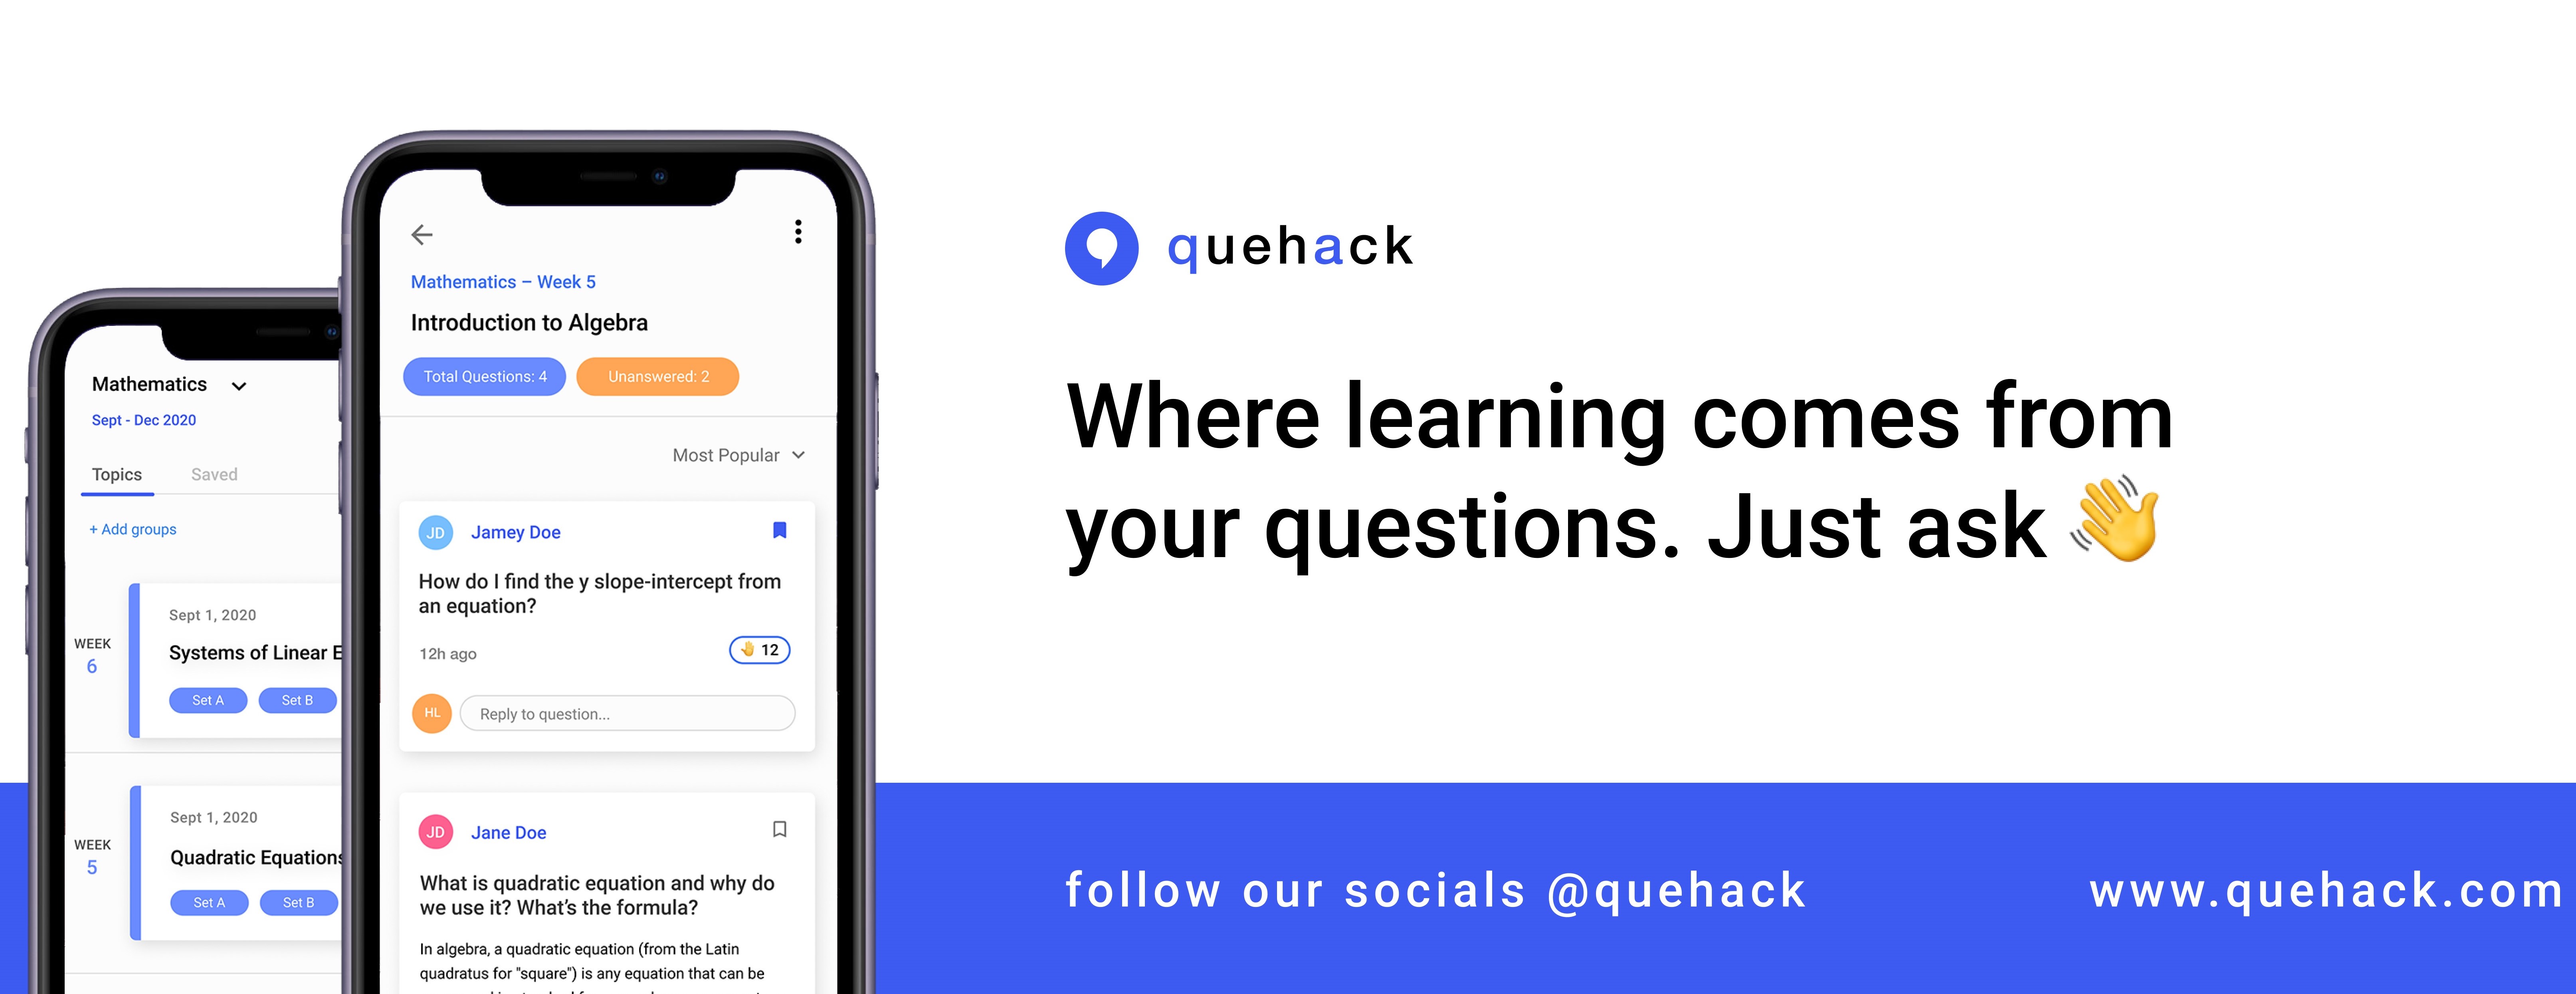 Mathematics
Sept - Dec 2020
Topics Saved
+ Add groups
WEEK
6
Sept 1, 2020
Systems of Linear E
Set A Set B
WEEK
5
Sept 1, 2020
Quadratic Equations
Set A Set B
Mathematics – Week 5
Introduction to Algebra
Total Questions: 4 Unanswered: 2
Most Popular
JD Jamey Doe
How do I find the y slope-intercept from
an equation?
12h ago 👋 12
HL Reply to question...
JD Jane Doe
What is quadratic equation and why do
we use it? What's the formula?
In algebra, a quadratic equation (from the Latin
quadratus for "square") is any equation that can be
quehack
Where learning comes from
your questions. Just ask 👋
follow our socials @quehack
www.quehack.com